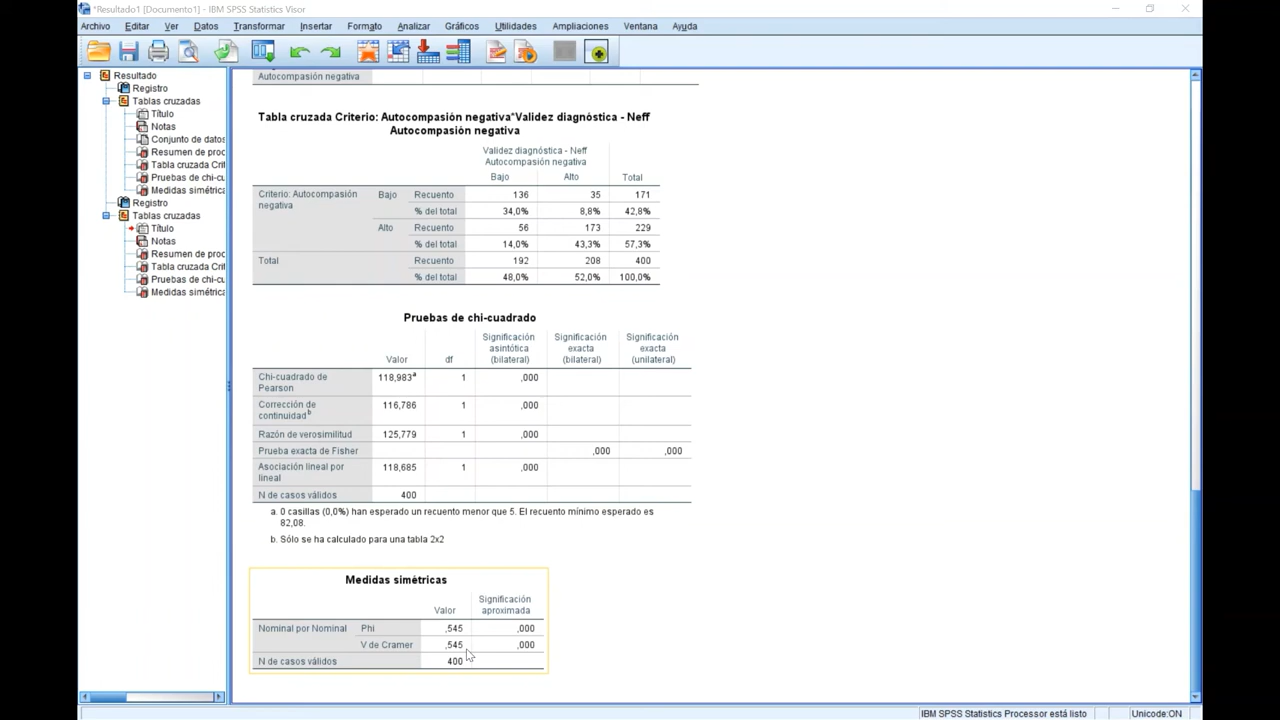 *Resultado1 [Documento1] - IBM SPSS Statistics Visor
Archivo Editar Ver Datos Transformar Insertar Formato Analizar Gráficos Utilidades Ampliaciones Ventana Ayuda
Resultado
Registro
Tablas cruzadas
Título
Notas
Conjunto de datos
Resumen de proc
Tabla cruzada Crit
Pruebas de chi-cu
Medidas simétrica
Registro
Tablas cruzadas
Título
Notas
Resumen de proc
Tabla cruzada Crit
Pruebas de chi-cu
Medidas simétrica
Autocompasión negativa
Tabla cruzada Criterio: Autocompasión negativa*Validez diagnóstica - Neff
Autocompasión negativa
Validez diagnóstica - Neff
Autocompasión negativa
Bajo Alto Total
Criterio: Autocompasión negativa Bajo Recuento 136 35 171
% del total 34,0% 8,8% 42,8%
Alto Recuento 56 173 229
% del total 14,0% 43,3% 57,3%
Total Recuento 192 208 400
% del total 48,0% 52,0% 100,0%
Pruebas de chi-cuadrado
Valor df Significación asintótica (bilateral) Significación exacta (bilateral) Significación exacta (unilateral)
Chi-cuadrado de Pearson 118,983a 1 ,000
Corrección de continuidadb 116,786 1 ,000
Razón de verosimilitud 125,779 1 ,000
Prueba exacta de Fisher ,000 ,000
Asociación lineal por lineal 118,685 1 ,000
N de casos válidos 400
a. 0 casillas (0,0%) han esperado un recuento menor que 5. El recuento mínimo esperado es
82,08.
b. Sólo se ha calculado para una tabla 2x2
Medidas simétricas
Valor Significación aproximada
Nominal por Nominal Phi ,545 ,000
V de Cramer ,545 ,000
N de casos válidos 400
IBM SPSS Statistics Processor está listo Unicode:ON